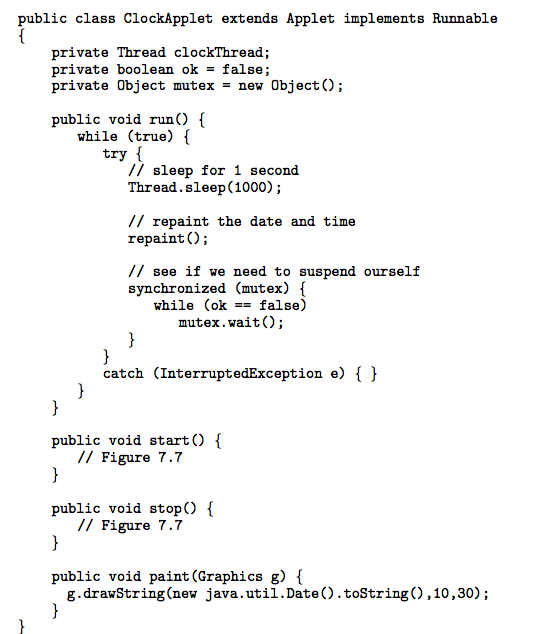 public class ClockApplet extends Applet implements Runnable
{
    private Thread clockThread;
    private boolean ok = false;
    private Object mutex = new Object();

    public void run() {
       while (true) {
          try {
             // sleep for 1 second
             Thread.sleep(1000);

             // repaint the date and time
             repaint();

             // see if we need to suspend ourself
             synchronized (mutex) {
                while (ok == false)
                   mutex.wait();
             }
          }
          catch (InterruptedException e) { }
       }
    }

    public void start() {
       // Figure 7.7
    }

    public void stop() {
       // Figure 7.7
    }

    public void paint(Graphics g) {
      g.drawString(new java.util.Date().toString(),10,30);
    }
}